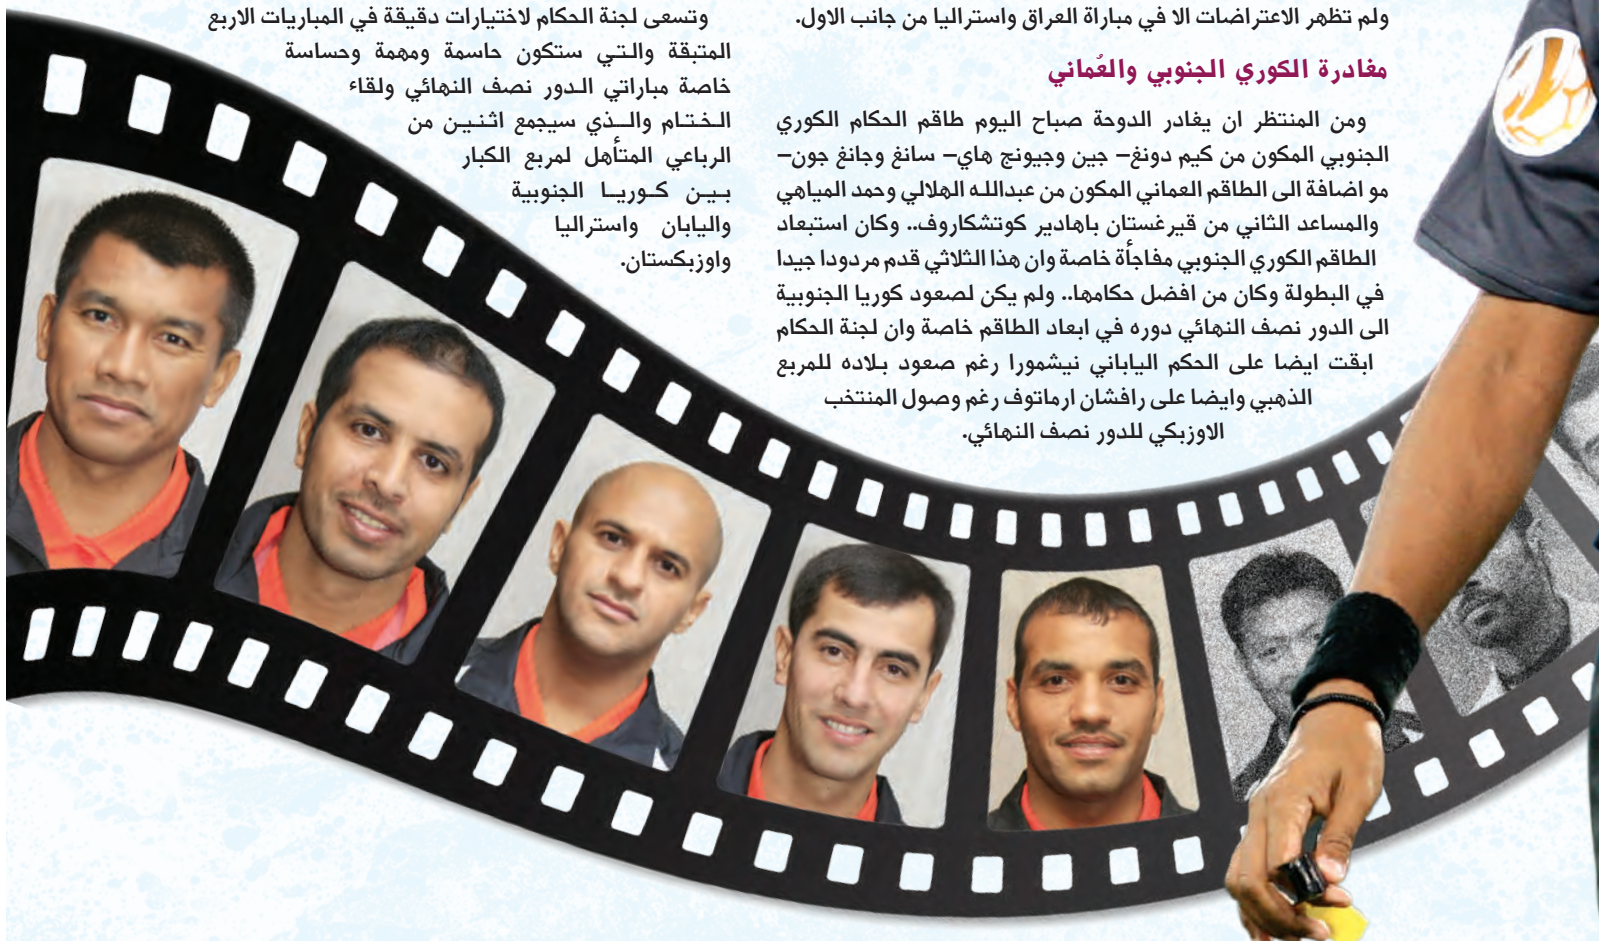 ولم تظهر الاعتراضات الا في مباراة العراق واستراليا من جانب الاول.
مغادرة الكوري الجنوبي والعُماني
ومن المنتظر ان يغادر الدوحة صباح اليوم طاقم الحكام الكوري
الجنوبي المكون من كيم دونغ– جين وجيونج هاي– سانغ وجانغ جون–
مو اضافة الى الطاقم العماني المكون من عبدالله الهلالي وحمد المياهي
والمساعد الثاني من قيرغستان باهادير كوتشكاروف.. وكان استبعاد
الطاقم الكوري الجنوبي مفاجأة خاصة وان هذا الثلاثي قدم مردودا جيدا
في البطولة وكان من افضل حكامها.. ولم يكن لصعود كوريا الجنوبية
الى الدور نصف النهائي دوره في ابعاد الطاقم خاصة وان لجنة الحكام
ابقت ايضا على الحكم الياباني نيشمورا رغم صعود بلاده للمربع
الذهبي وايضا على رافشان ارماتوف رغم وصول المنتخب
الاوزبكي للدور نصف النهائي.
وتسعى لجنة الحكام لاختيارات دقيقة في المباريات الاربع
المتبقة والتي ستكون حاسمة ومهمة وحساسة
خاصة مباراتي الدور نصف النهائي ولقاء
الختام والذي سيجمع اثنين من
الرباعي المتأهل لمربع الكبار
بين كوريا الجنوبية
واليابان واستراليا
واوزبكستان.